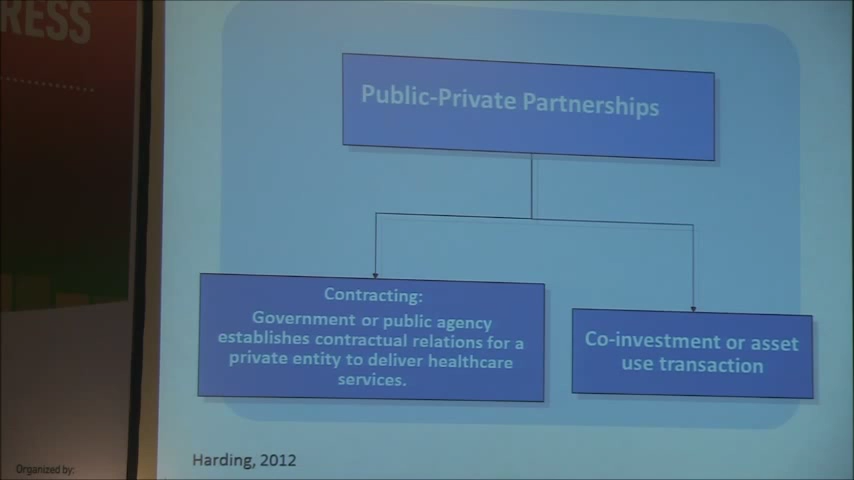 RESS
Public-Private Partnerships
Contracting:
Government or public agency
establishes contractual relations for a
private entity to deliver healthcare
services.
Co-investment or asset
use transaction
Harding, 2012
Organized by: